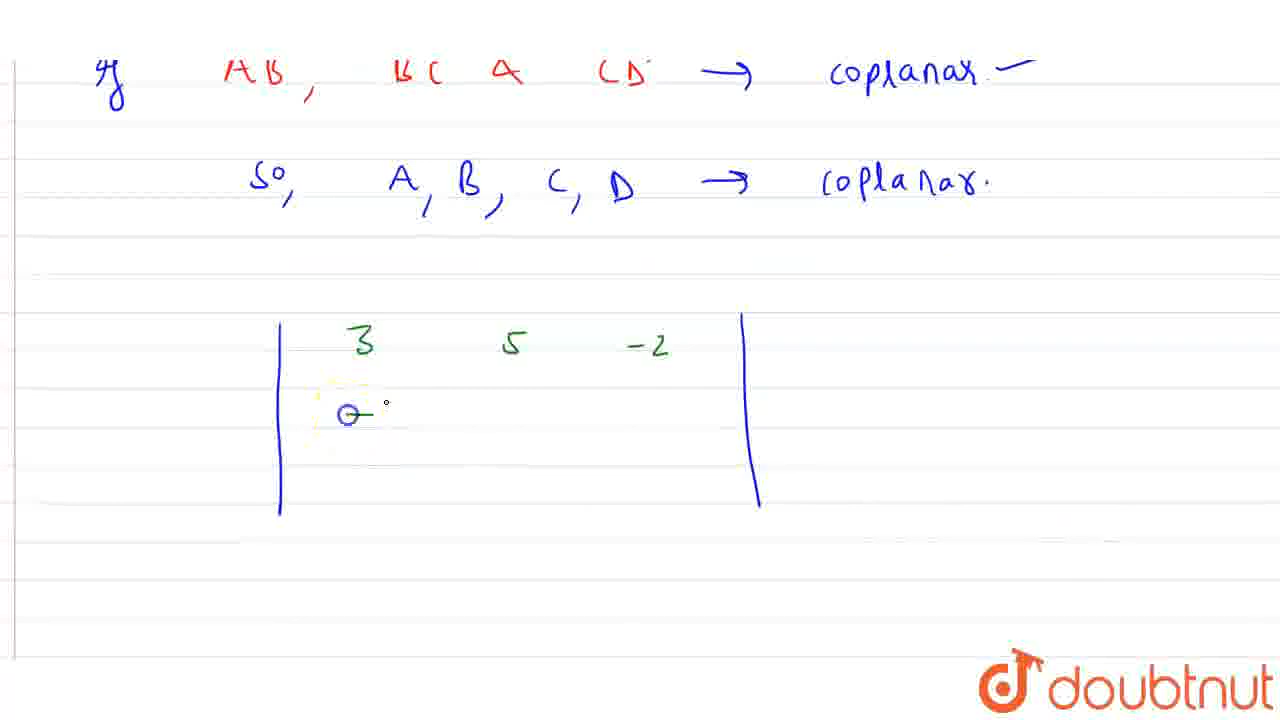 If AB, BC & CD → coplanar.
So, A, B, C, D → coplanar.
3 5 -2
-
doubtnut